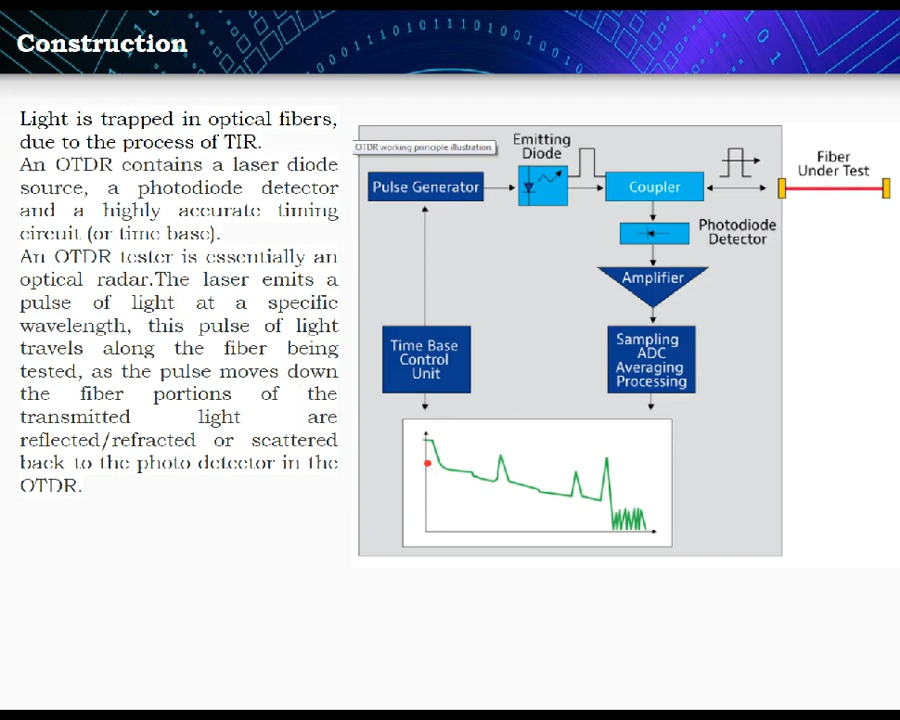 Construction
Light is trapped in optical fibers,
due to the process of TIR.
An OTDR contains a laser diode
source, a photodiode detector
and a highly accurate timing
circuit (or time base).
An OTDR tester is essentially an
optical radar.The laser emits a
pulse of light at a specific
wavelength, this pulse of light
travels along the fiber being
tested, as the pulse moves down
the fiber portions of the
transmitted light are
reflected/refracted or scattered
back to the photo detector in the
OTDR.
OTDR working principle illustration
Emitting
Diode
Pulse Generator
Coupler
Fiber
Under Test
Photodiode
Detector
Amplifier
Time Base
Control
Unit
Sampling
ADC
Averaging
Processing